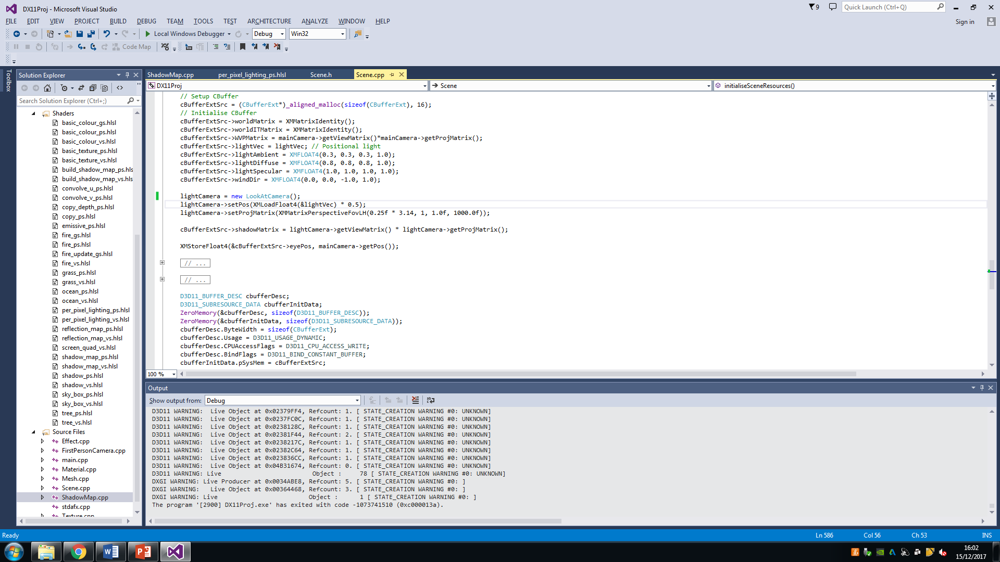 DX11Proj - Microsoft Visual Studio
9
Quick Launch (Ctrl+Q)
FILE EDIT VIEW PROJECT BUILD DEBUG TEAM TOOLS TEST ARCHITECTURE ANALYZE WINDOW HELP
Sign in
Local Windows Debugger Debug Win32
Code Map
Toolbox
Solution Explorer
Search Solution Explorer (Ctrl+;)
Shaders
basic_colour_gs.hlsl
basic_colour_ps.hlsl
basic_colour_vs.hlsl
basic_texture_ps.hlsl
basic_texture_vs.hlsl
build_shadow_map_ps.hls
build_shadow_map_vs.hls
convolve_u_ps.hlsl
convolve_v_ps.hlsl
copy_depth_ps.hlsl
copy_ps.hlsl
emissive_ps.hlsl
fire_gs.hlsl
fire_ps.hlsl
fire_update_gs.hlsl
fire_vs.hlsl
grass_ps.hlsl
grass_vs.hlsl
ocean_ps.hlsl
ocean_vs.hlsl
per_pixel_lighting_ps.hlsl
per_pixel_lighting_vs.hlsl
reflection_map_ps.hlsl
reflection_map_vs.hlsl
screen_quad_vs.hlsl
shadow_map_ps.hlsl
shadow_map_vs.hlsl
shadow_ps.hlsl
shadow_vs.hlsl
sky_box_ps.hlsl
sky_box_vs.hlsl
tree_ps.hlsl
tree_vs.hlsl
Source Files
Effect.cpp
FirstPersonCamera.cpp
main.cpp
Material.cpp
Mesh.cpp
Scene.cpp
ShadowMap.cpp
stdafx.cpp
Texture.cpp
ShadowMap.cpp per_pixel_lighting_ps.hlsl Scene.h Scene.cpp
DX11Proj Scene initialiseSceneResources()
// Setup CBuffer
cBufferExtSrc = (CBufferExt*)_aligned_malloc(sizeof(CBufferExt), 16);
// Initialise CBuffer
cBufferExtSrc->worldMatrix = XMMatrixIdentity();
cBufferExtSrc->worldITMatrix = XMMatrixIdentity();
cBufferExtSrc->WVPMatrix = mainCamera->getViewMatrix()*mainCamera->getProjMatrix();
cBufferExtSrc->lightVec = lightVec; // Positional light
cBufferExtSrc->lightAmbient = XMFLOAT4(0.3, 0.3, 0.3, 1.0);
cBufferExtSrc->lightDiffuse = XMFLOAT4(0.8, 0.8, 0.8, 1.0);
cBufferExtSrc->lightSpecular = XMFLOAT4(1.0, 1.0, 1.0, 1.0);
cBufferExtSrc->windDir = XMFLOAT4(0.0, 0.0, -1.0, 1.0);
lightCamera = new LookAtCamera();
lightCamera->setPos(XMLoadFloat4(&lightVec) * 0.5);
lightCamera->setProjMatrix(XMMatrixPerspectiveFovLH(0.25f * 3.14, 1, 1.0f, 1000.0f));
cBufferExtSrc->shadowMatrix = lightCamera->getViewMatrix() * lightCamera->getProjMatrix();
XMStoreFloat4(&cBufferExtSrc->eyePos, mainCamera->getPos());
// ...
// ...
D3D11_BUFFER_DESC cbufferDesc;
D3D11_SUBRESOURCE_DATA cbufferInitData;
ZeroMemory(&cbufferDesc, sizeof(D3D11_BUFFER_DESC));
ZeroMemory(&cbufferInitData, sizeof(D3D11_SUBRESOURCE_DATA));
cbufferDesc.ByteWidth = sizeof(CBufferExt);
cbufferDesc.Usage = D3D11_USAGE_DYNAMIC;
cbufferDesc.CPUAccessFlags = D3D11_CPU_ACCESS_WRITE;
cbufferDesc.BindFlags = D3D11_BIND_CONSTANT_BUFFER;
cbufferInitData.pSysMem = cBufferExtSrc;
100 %
Output
Show output from: Debug
D3D11 WARNING: Live Object at 0x02379FF4, Refcount: 1. [ STATE_CREATION WARNING #0: UNKNOWN]
D3D11 WARNING: Live Object at 0x0237FC0C, Refcount: 1. [ STATE_CREATION WARNING #0: UNKNOWN]
D3D11 WARNING: Live Object at 0x0238128C, Refcount: 1. [ STATE_CREATION WARNING #0: UNKNOWN]
D3D11 WARNING: Live Object at 0x02381F44, Refcount: 2. [ STATE_CREATION WARNING #0: UNKNOWN]
D3D11 WARNING: Live Object at 0x0238217C, Refcount: 1. [ STATE_CREATION WARNING #0: UNKNOWN]
D3D11 WARNING: Live Object at 0x02382C64, Refcount: 1. [ STATE_CREATION WARNING #0: UNKNOWN]
D3D11 WARNING: Live Object at 0x023836CC, Refcount: 1. [ STATE_CREATION WARNING #0: UNKNOWN]
D3D11 WARNING: Live Object at 0x04B31674, Refcount: 0. [ STATE_CREATION WARNING #0: UNKNOWN]
D3D11 WARNING: Live Object : 78 [ STATE_CREATION WARNING #0: UNKNOWN]
DXGI WARNING: Live Producer at 0x0034ABE8, Refcount: 5. [ STATE_CREATION WARNING #0: ]
DXGI WARNING: Live Object at 0x00364468, Refcount: 3. [ STATE_CREATION WARNING #0: ]
DXGI WARNING: Live Object : 1 [ STATE_CREATION WARNING #0: ]
The program '[2900] DX11Proj.exe' has exited with code -1073741510 (0xc000013a).
Ready Ln 586 Col 56 Ch 53 INS
16:02
15/12/2017